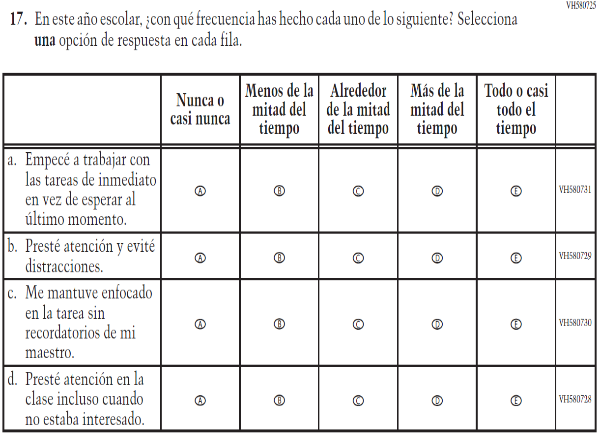 VH580725
17. En este año escolar, ¿con qué frecuencia has hecho cada uno de lo siguiente? Selecciona
una opción de respuesta en cada fila.
Nunca o
casi nunca
Menos de la
mitad del
tiempo
Alrededor
de la mitad
del tiempo
Más de la
mitad del
tiempo
Todo o casi
todo el
tiempo
a. Empecé a trabajar con
las tareas de inmediato
en vez de esperar al
último momento.
A B C D E VH580731
b. Presté atención y evité
distracciones.
A B C D E VH580729
c. Me mantuve enfocado
en la tarea sin
recordatorios de mi
maestro.
A B C D E VH580730
d. Presté atención en la
clase incluso cuando
no estaba interesado.
A B C D E VH580728